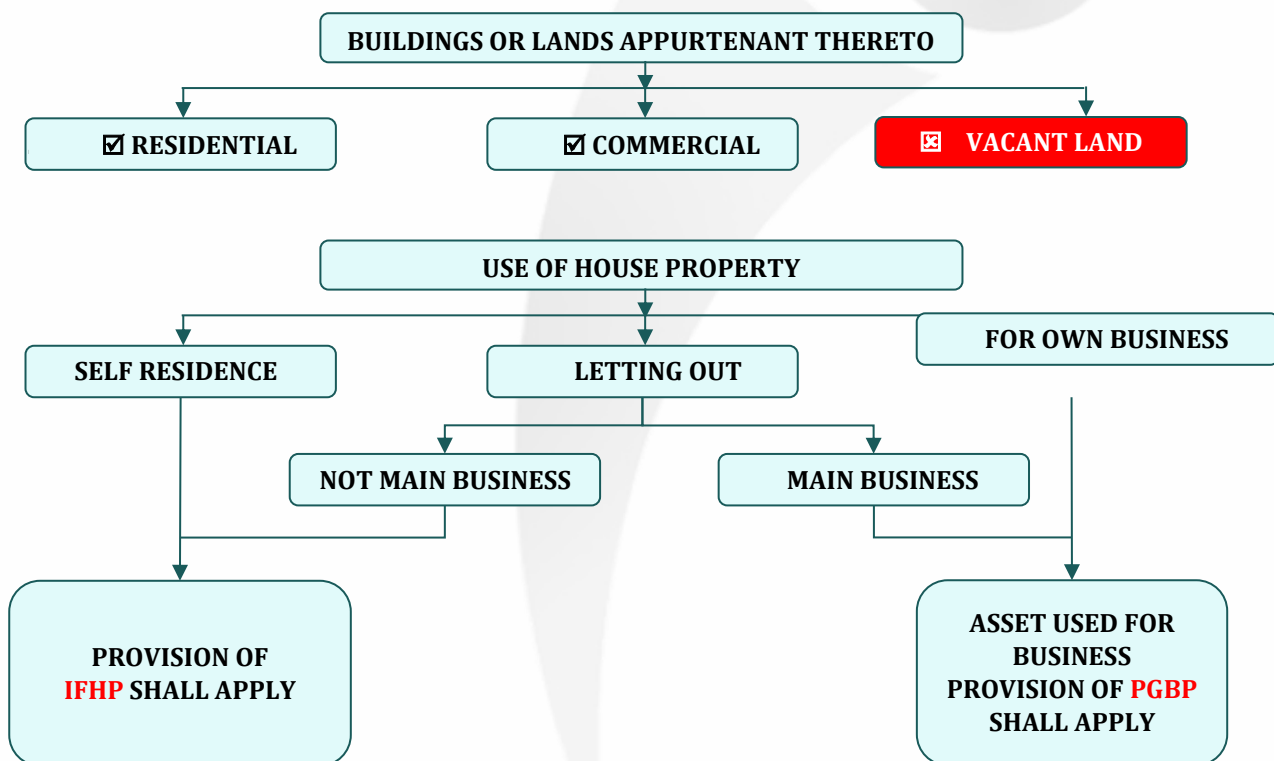 BUILDINGS OR LANDS APPURTENANT THERETO
☑ RESIDENTIAL
☑ COMMERCIAL
☒ VACANT LAND
USE OF HOUSE PROPERTY
FOR OWN BUSINESS
SELF RESIDENCE
LETTING OUT
NOT MAIN BUSINESS
MAIN BUSINESS
PROVISION OF
IFHP SHALL APPLY
ASSET USED FOR
BUSINESS
PROVISION OF PGBP
SHALL APPLY